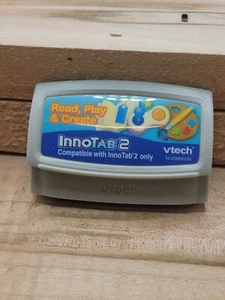 Read, Play
& Create
INNOTAB 2
Compatible with InnoTab 2 only
vtech
vtech